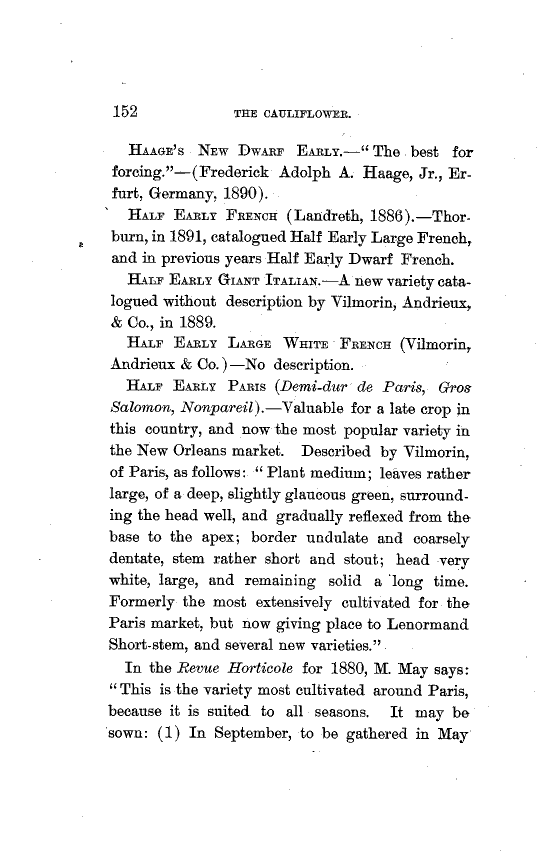 152 THE CAULIFLOWER.
HAAGE'S NEW DWARF EARLY.—"The best for
forcing."—(Frederick Adolph A. Haage, Jr., Er-
furt, Germany, 1890).
HALF EARLY FRENCH (Landreth, 1886).—Thor-
burn, in 1891, catalogued Half Early Large French,
and in previous years Half Early Dwarf French.
HALF EARLY GIANT ITALIAN.—A new variety cata-
logued without description by Vilmorin, Andrieux,
& Co., in 1889.
HALF EARLY LARGE WHITE FRENCH (Vilmorin,
Andrieux & Co.)—No description.
HALF EARLY PARIS (Demi-dur de Paris, Gros
Salomon, Nonpareil).—Valuable for a late crop in
this country, and now the most popular variety in
the New Orleans market. Described by Vilmorin,
of Paris, as follows: "Plant medium; leaves rather
large, of a deep, slightly glaucous green, surround-
ing the head well, and gradually reflexed from the
base to the apex; border undulate and coarsely
dentate, stem rather short and stout; head very
white, large, and remaining solid a long time.
Formerly the most extensively cultivated for the
Paris market, but now giving place to Lenormand
Short-stem, and several new varieties."
In the Revue Horticole for 1880, M. May says:
"This is the variety most cultivated around Paris,
because it is suited to all seasons. It may be
sown: (1) In September, to be gathered in May